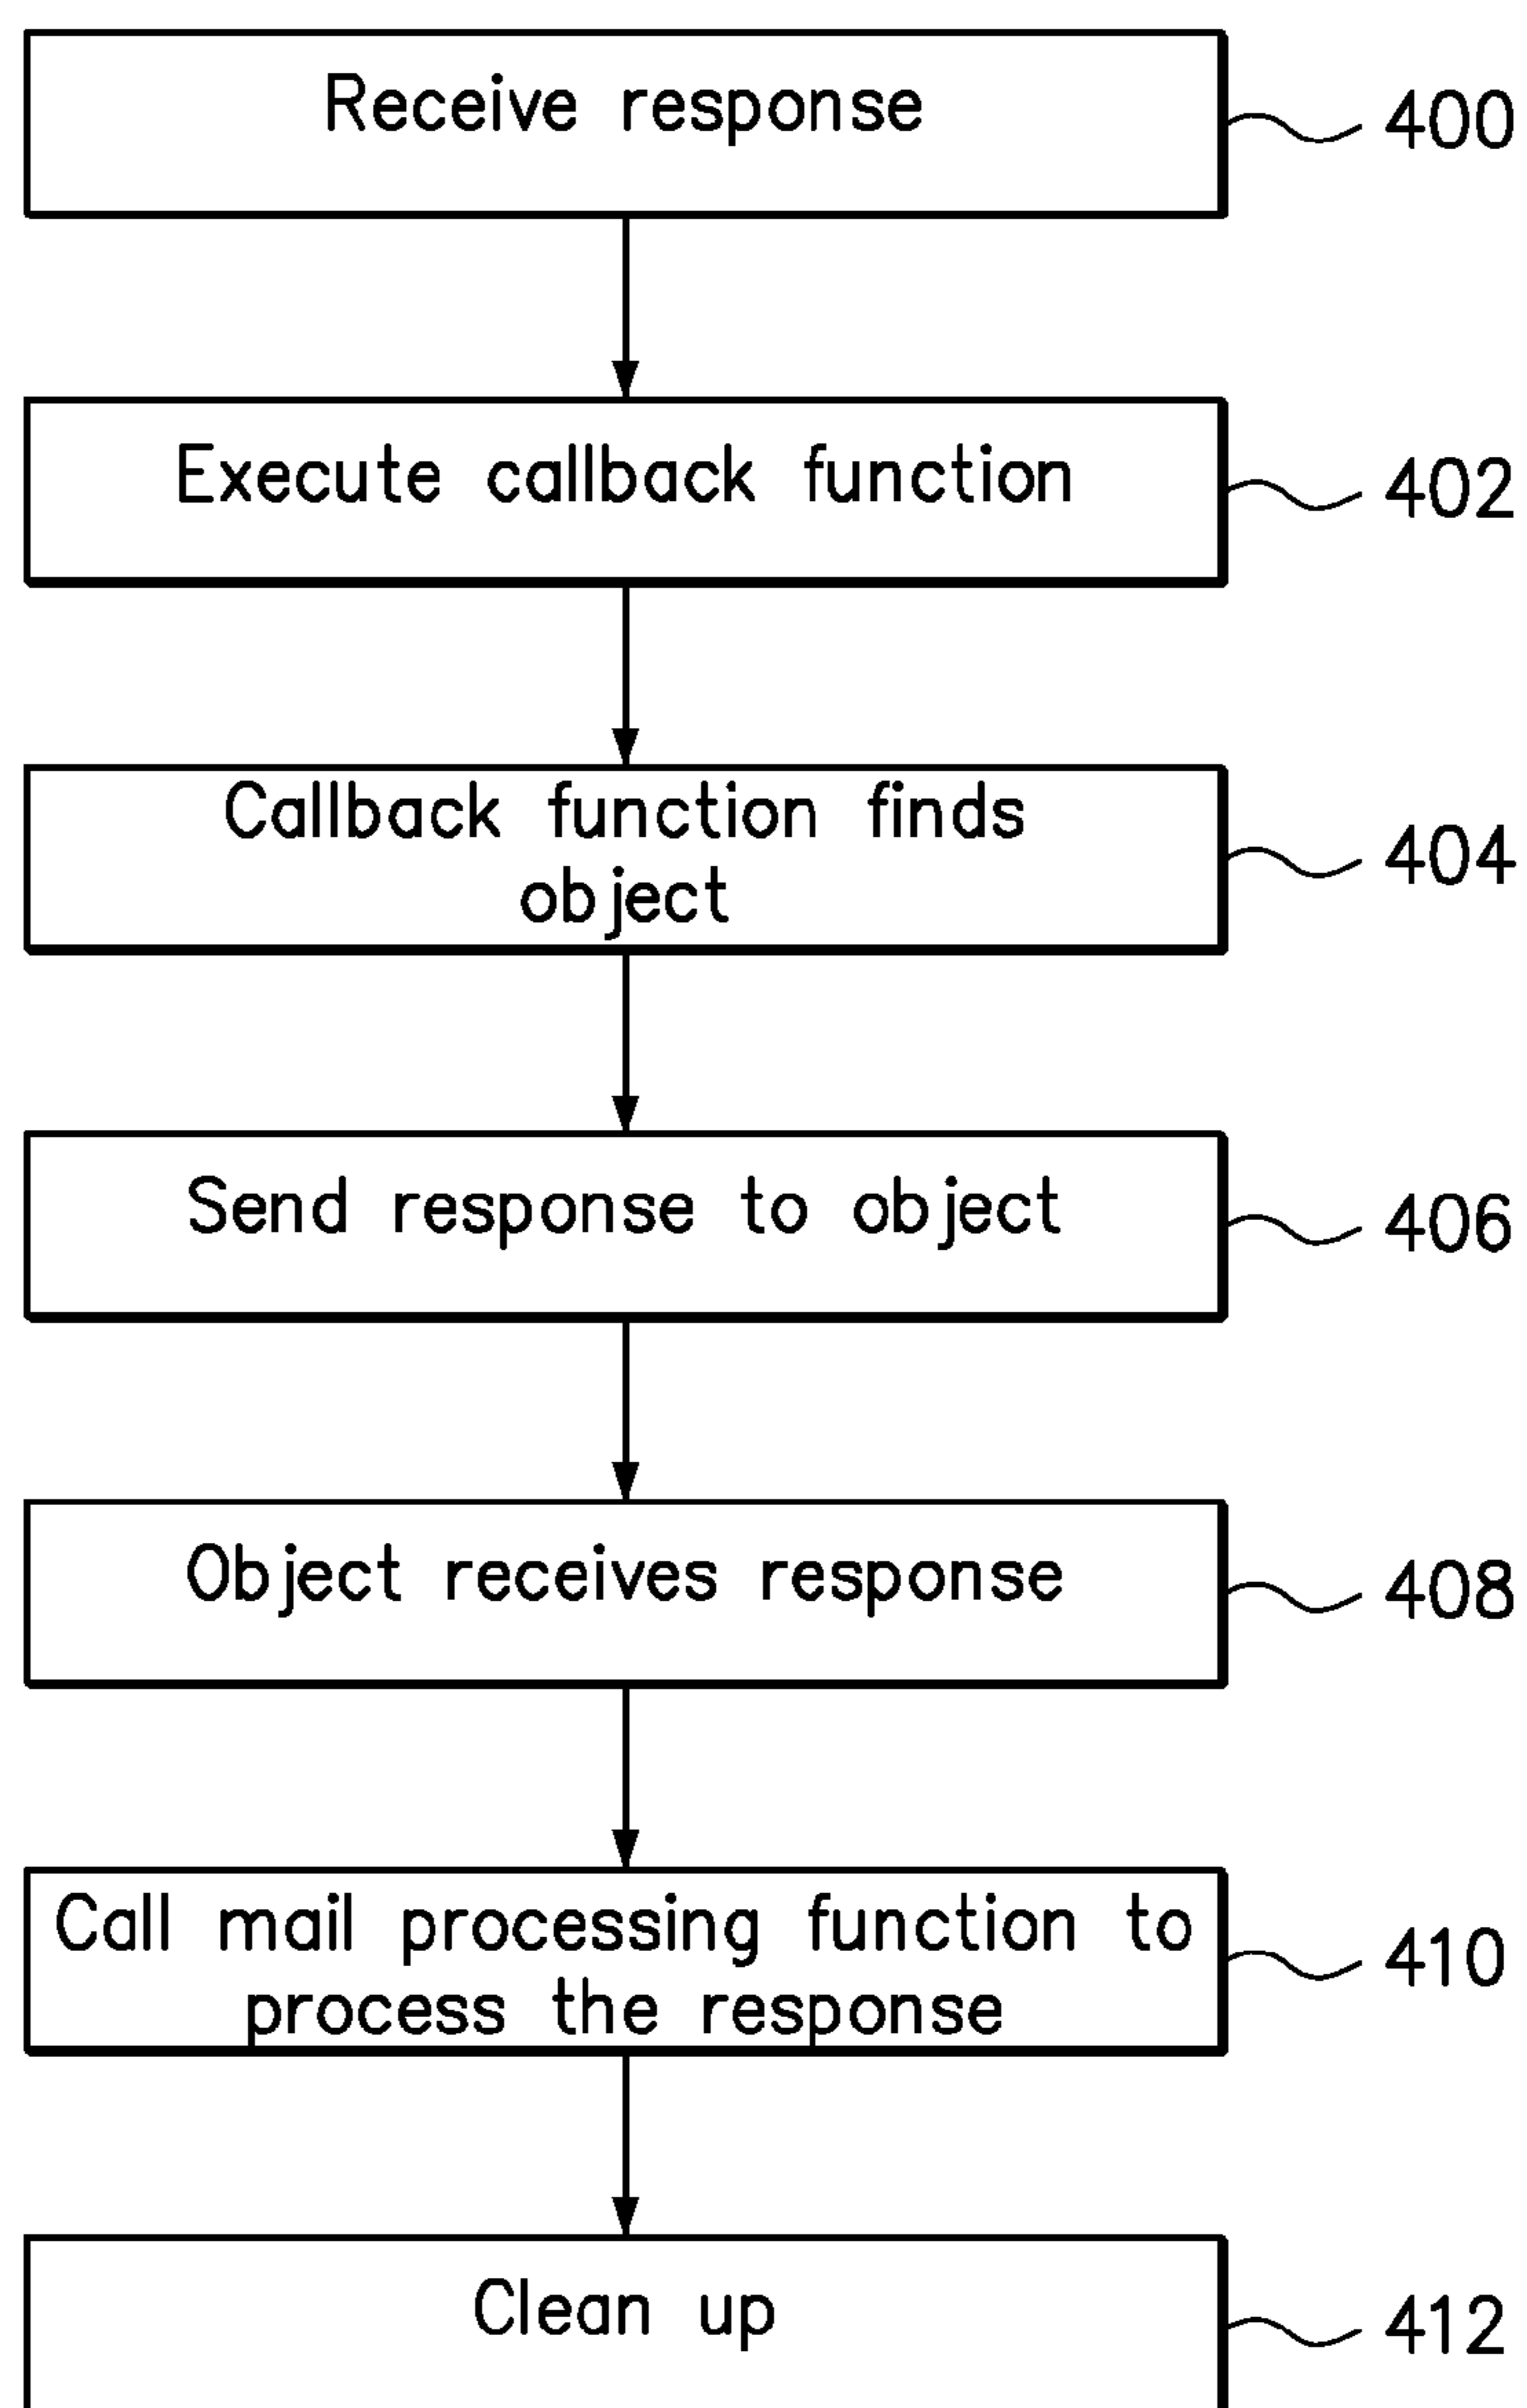 Receive response
400
Execute callback function
402
Callback function finds
object
404
Send response to object
406
Object receives response
408
Call mail processing function to
process the response
410
Clean up
412